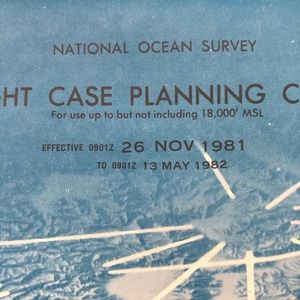 NATIONAL OCEAN SURVEY
GHT CASE PLANNING C
For use up to but not including 18,000' MSL
EFFECTIVE 0901Z 26 NOV 1981
TO 0901Z 13 MAY 1982